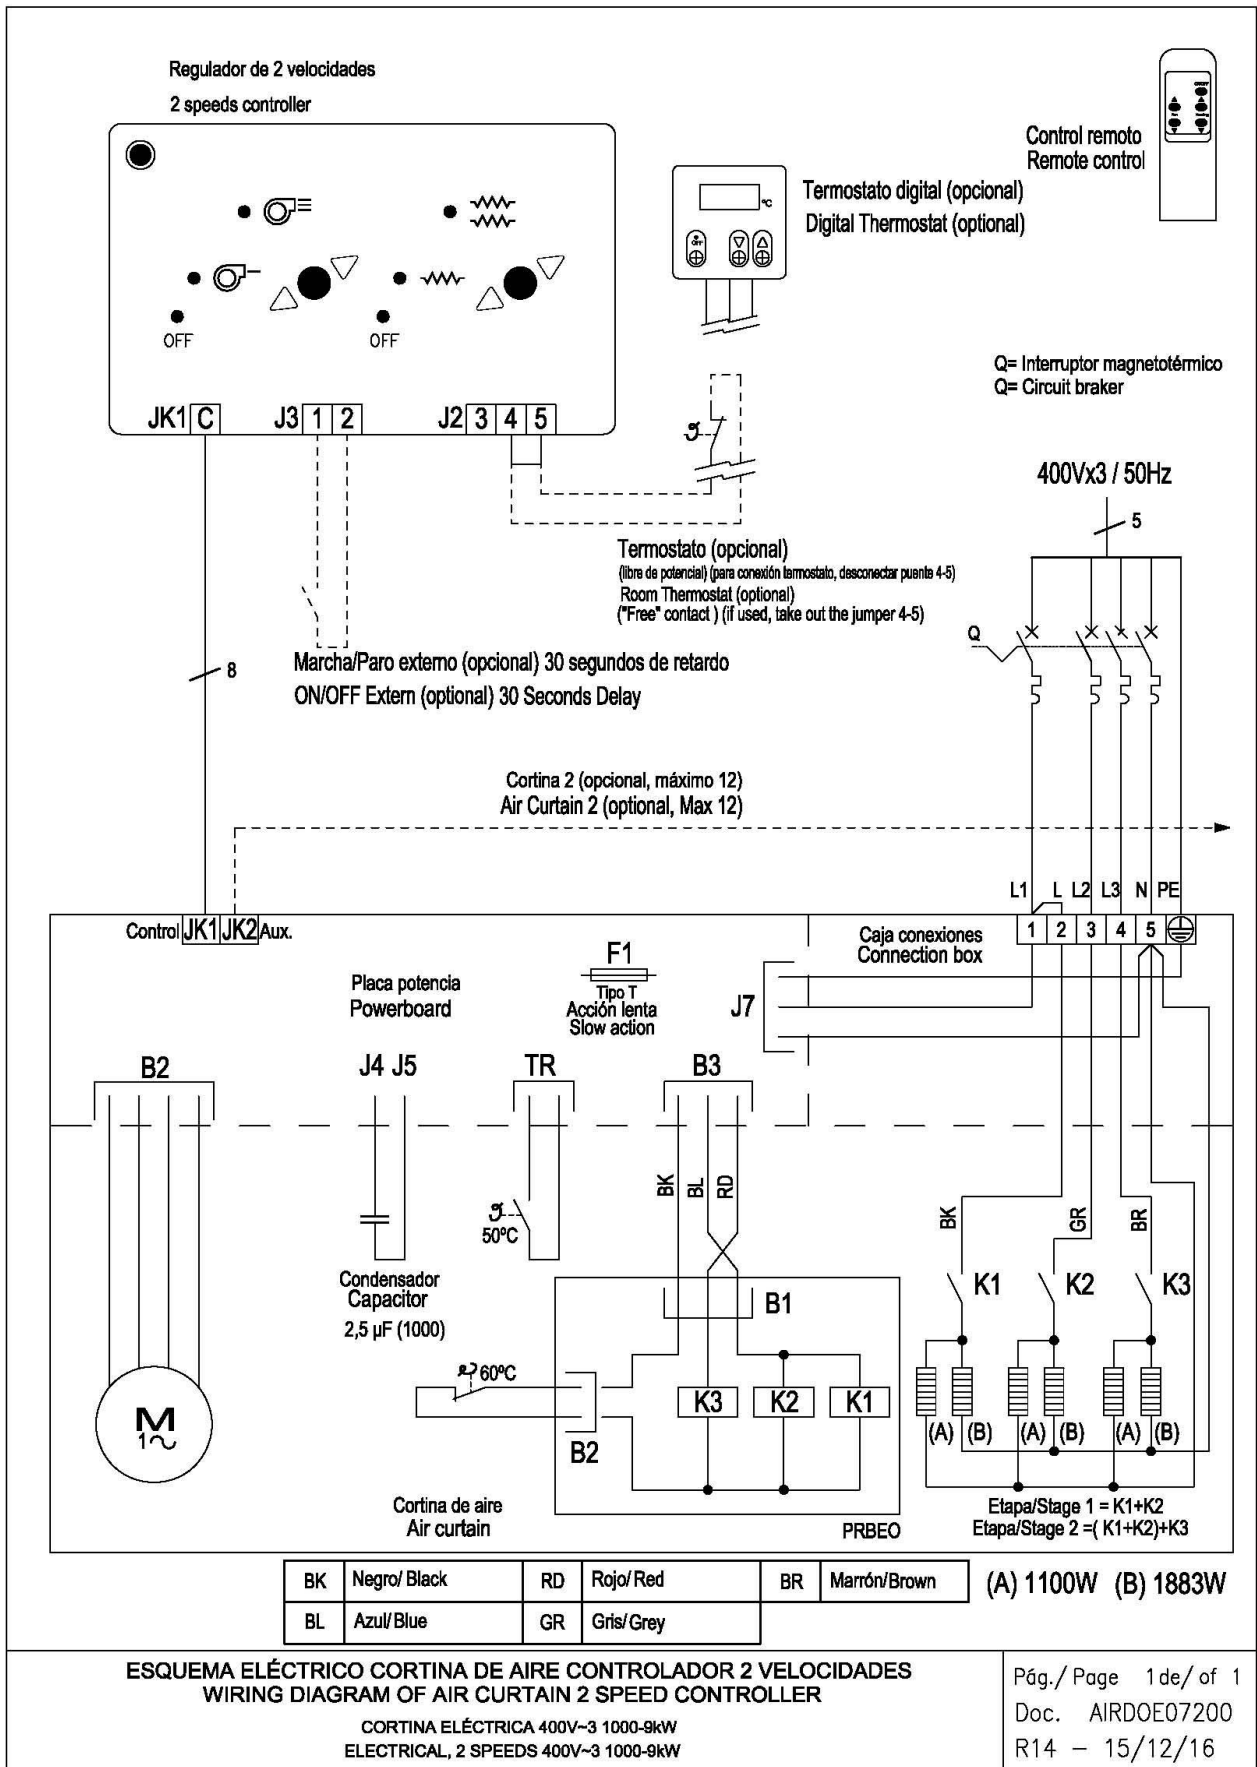 Regulador de 2 velocidades
2 speeds controller
OFF
OFF
JK1 C
J3 1 2
J2 3 4 5
°C
OFF
Termostato digital (opcional)
Digital Thermostat (optional)
Control remoto
Remote control
Q= Interruptor magnetotérmico
Q= Circuit braker
400Vx3 / 50Hz
5
Q
Termostato (opcional)
(libre de potencial) (para conexión termostato, desconectar puente 4-5)
Room Thermostat (optional)
("Free" contact ) (if used, take out the jumper 4-5)
8
Marcha/Paro externo (opcional) 30 segundos de retardo
ON/OFF Extern (optional) 30 Seconds Delay
Cortina 2 (opcional, máximo 12)
Air Curtain 2 (optional, Max 12)
L1 L L2 L3 N PE
Control JK1 JK2 Aux.
Caja conexiones
Connection box
1 2 3 4 5
Placa potencia
Powerboard
F1
Tipo T
Acción lenta
Slow action
J7
B2
J4 J5
TR
B3
BK BL RD
BK GR BR
50ºC
Condensador
Capacitor
2,5 µF (1000)
B1
K1 K2 K3
60ºC
K3 K2 K1
B2
M
1~
(A) (B) (A) (B) (A) (B)
Cortina de aire
Air curtain
PRBEO
Etapa/Stage 1 = K1+K2
Etapa/Stage 2 =( K1+K2)+K3
BK Negro/ Black RD Rojo/ Red BR Marrón/Brown
BL Azul/ Blue GR Gris/ Grey
(A) 1100W (B) 1883W
ESQUEMA ELÉCTRICO CORTINA DE AIRE CONTROLADOR 2 VELOCIDADES
WIRING DIAGRAM OF AIR CURTAIN 2 SPEED CONTROLLER
CORTINA ELÉCTRICA 400V~3 1000-9kW
ELECTRICAL, 2 SPEEDS 400V~3 1000-9kW
Pág./ Page 1 de/ of 1
Doc. AIRDOE07200
R14 – 15/12/16